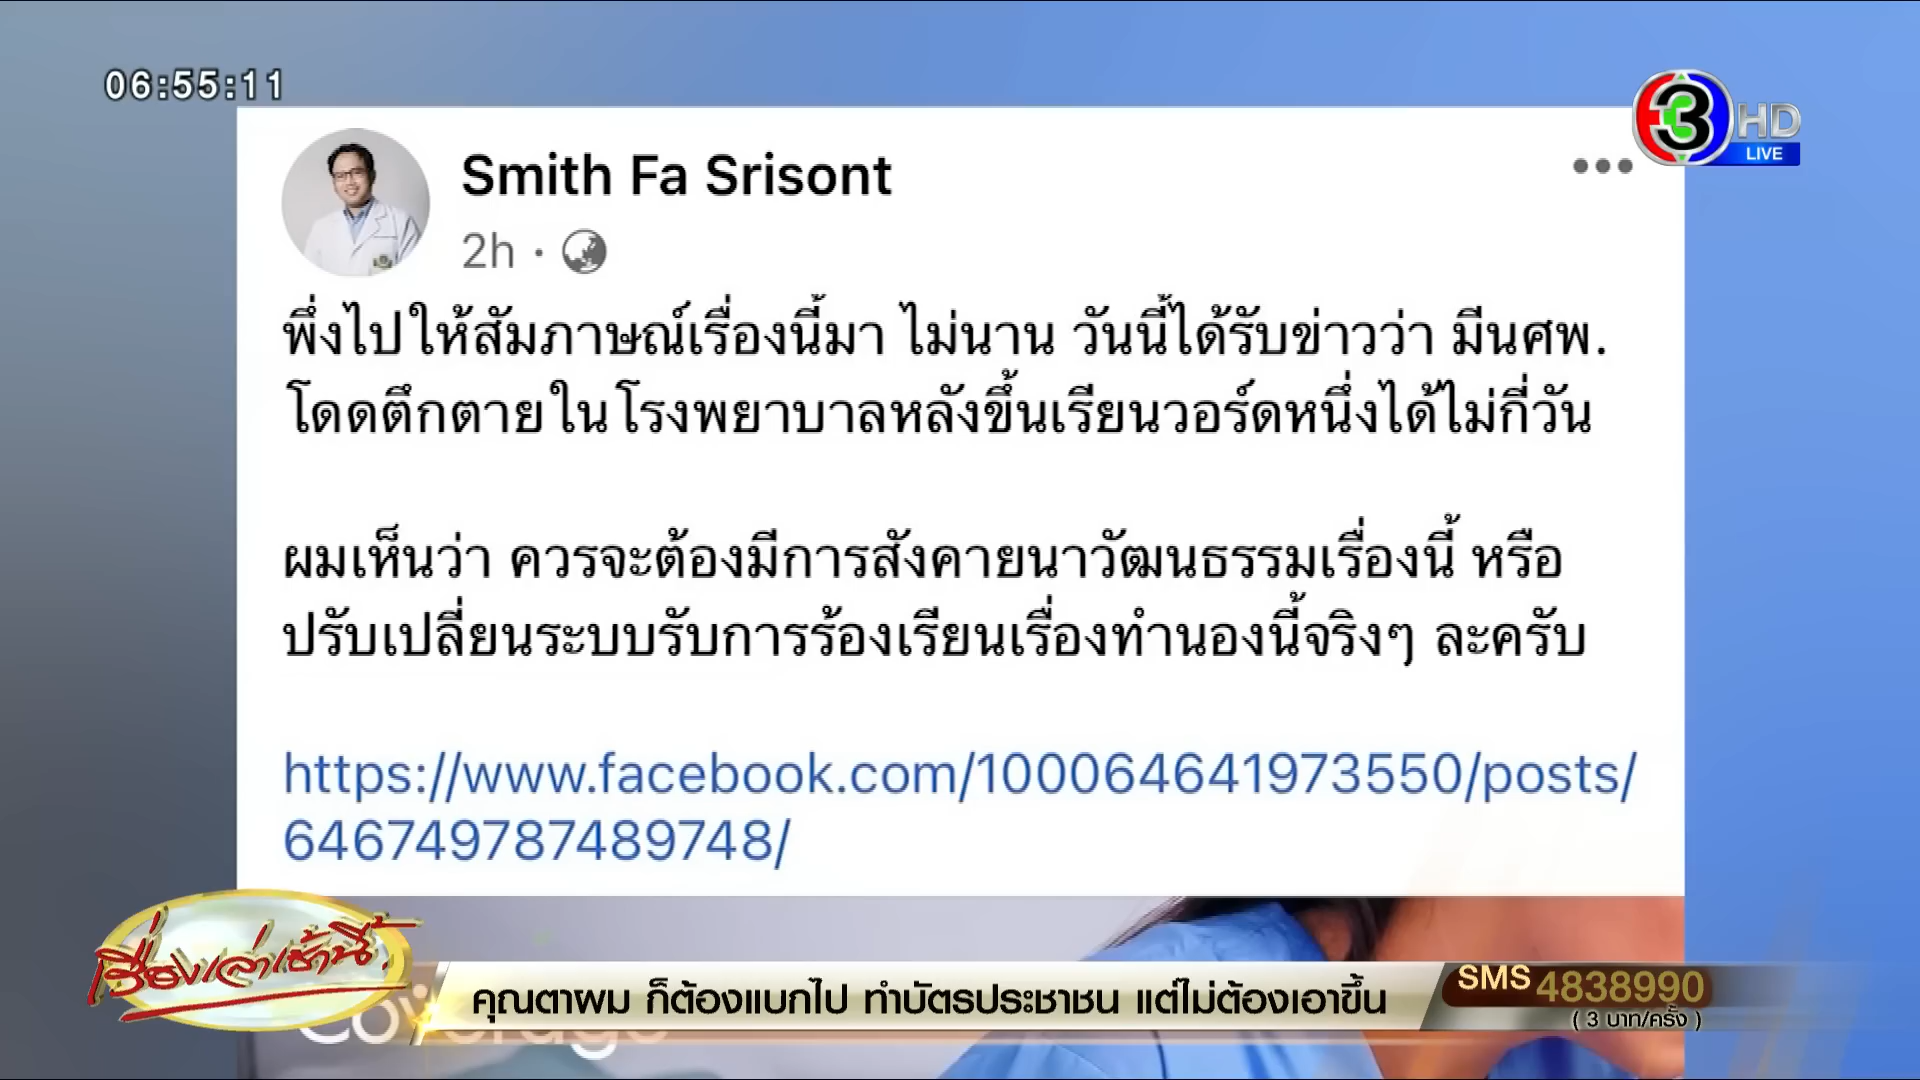 06:55:11
3 HD
LIVE
Smith Fa Srisont
2h ·
พึ่งไปให้สัมภาษณ์เรื่องนี้มา ไม่นาน วันนี้ได้รับข่าวว่า มีนศพ.
โดดตึกตายในโรงพยาบาลหลังขึ้นเรียนวอร์ดหนึ่งได้ไม่กี่วัน
ผมเห็นว่า ควรจะต้องมีการสังคายนาวัฒนธรรมเรื่องนี้ หรือ
ปรับเปลี่ยนระบบรับการร้องเรียนเรื่องทำนองนี้จริงๆ ละครับ
https://www.facebook.com/100064641973550/posts/
646749787489748/
เรื่องเล่าเช้านี้
Coverage
คุณตาผม ก็ต้องแบกไป ทำบัตรประชาชน แต่ไม่ต้องเอาขึ้น
SMS 4838990
( 3 บาท/ครั้ง )